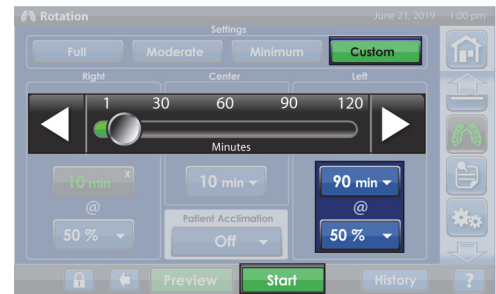 Rotation June 21, 2019 1:00 pm
Settings
Full Moderate Minimum Custom
Right Center Left
1 30 60 90 120
Minutes
10 min x 10 min 90 min
@ @
50 % Patient Acclimation 50 %
Off
Preview Start History ?